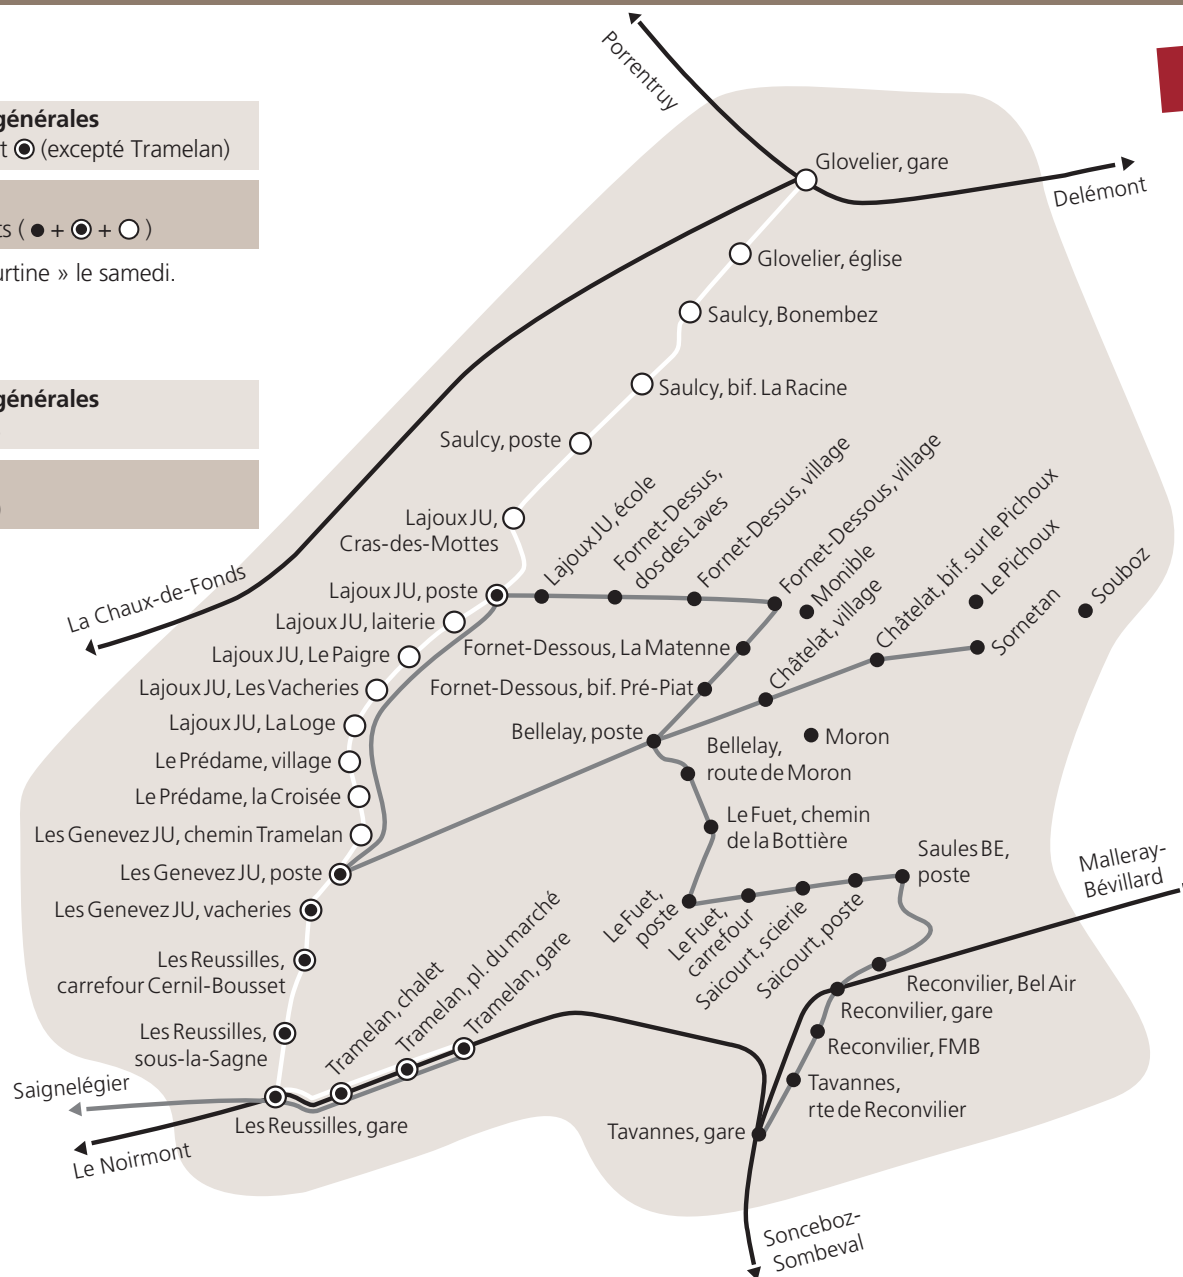 générales
t (excepté Tramelan)
ts ( + + )
urtine » le samedi.
générales
)
Porrentruy
Glovelier, gare
Delémont
Glovelier, église
Saulcy, Bonembez
Saulcy, bif. La Racine
Saulcy, poste
Lajoux JU,
Cras-des-Mottes
La Chaux-de-Fonds
Lajoux JU, poste
Lajoux JU, école
Fornet-Dessus,
dos des Laves
Fornet-Dessus, village
Fornet-Dessous, village
Monible
Châtelat, village
Châtelat, bif. sur le Pichoux
Le Pichoux
Sornetan
Souboz
Lajoux JU, laiterie
Lajoux JU, Le Paigre
Fornet-Dessous, La Matenne
Lajoux JU, Les Vacheries
Fornet-Dessous, bif. Pré-Piat
Lajoux JU, La Loge
Bellelay, poste
Moron
Bellelay,
route de Moron
Le Prédame, village
Le Prédame, la Croisée
Le Fuet, chemin
de la Bottière
Les Genevez JU, chemin Tramelan
Les Genevez JU, poste
Saules BE,
poste
Malleray-
Bévillard
Les Genevez JU, vacheries
Le Fuet,
poste
Le Fuet,
carrefour
Saicourt, scierie
Saicourt, poste
Les Reussilles,
carrefour Cernil-Bousset
Reconvilier, Bel Air
Reconvilier, gare
Les Reussilles,
sous-la-Sagne
Tramelan, chalet
Tramelan, pl. du marché
Tramelan, gare
Reconvilier, FMB
Tavannes,
rte de Reconvilier
Saignelégier
Les Reussilles, gare
Tavannes, gare
Le Noirmont
Sonceboz-
Sombeval